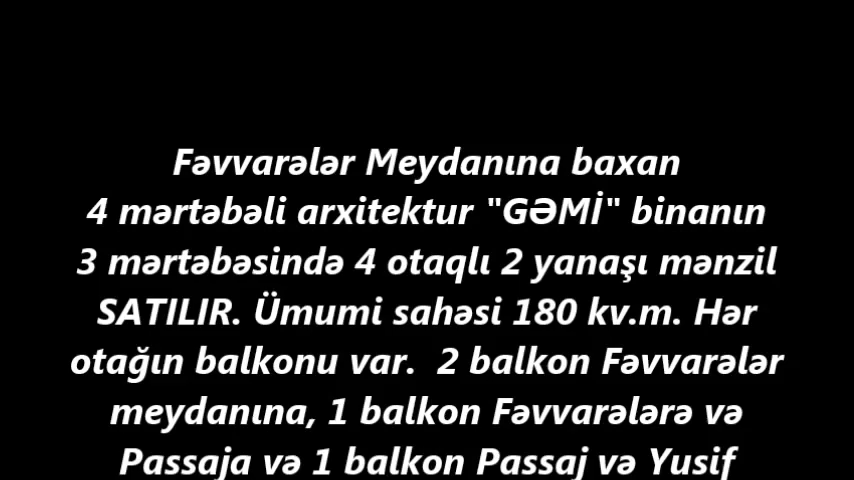 Fəvvarələr Meydanına baxan
4 mərtəbəli arxitektur "GƏMİ" binanın
3 mərtəbəsində 4 otaqlı 2 yanaşı mənzil
SATILIR. Ümumi sahəsi 180 kv.m. Hər
otağın balkonu var.  2 balkon Fəvvarələr
meydanına, 1 balkon Fəvvarələrə və
Passaja və 1 balkon Passaj və Yusif